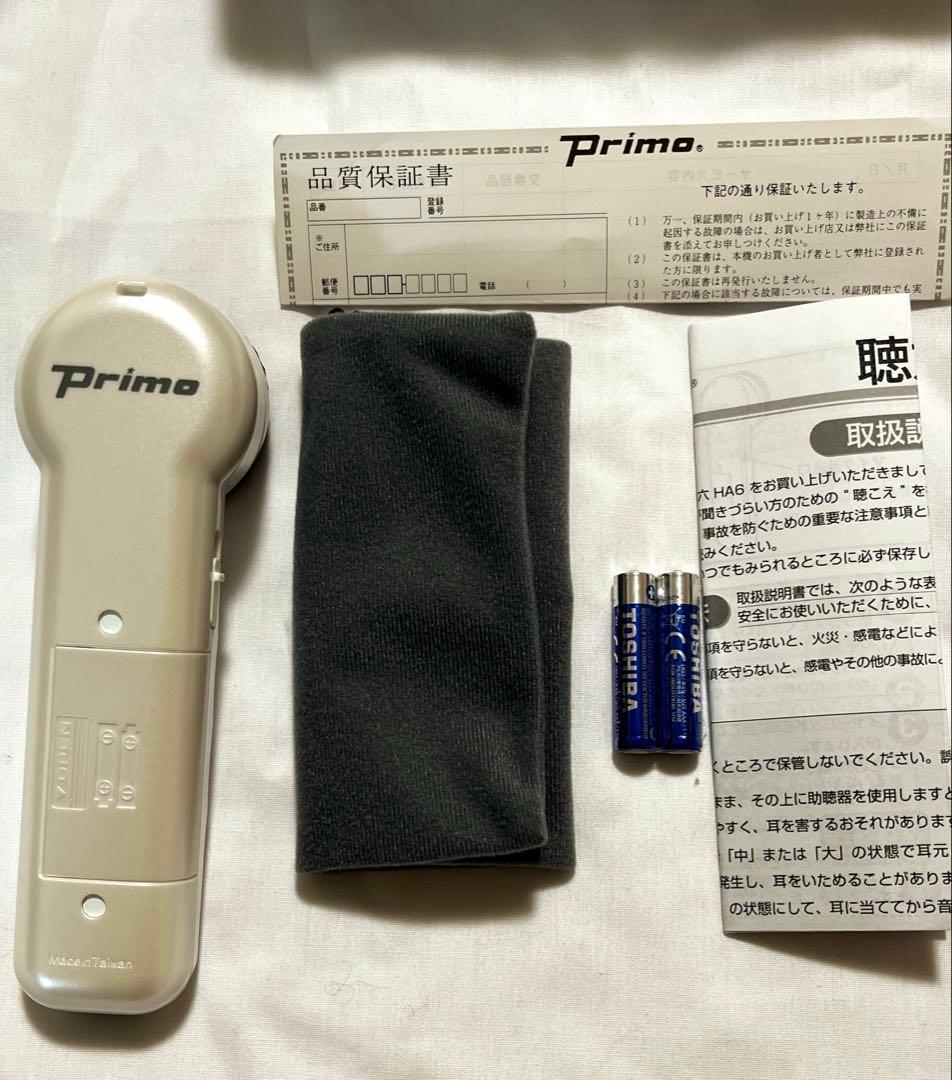 Primo®
品質保証書
下記の通り保証いたします。
品番
登録
番号
※
ご住所
郵便
番号
電話 ( )
(1) 万一、保証期間内(お買い上げ1ヶ年)に製造上の不備に
起因する故障の場合は、お買い上げ店又は弊社にこの保証
書を添えてお申しつけください。
(2) この保証書は、本機のお買い上げ者として弊社に登録され
た方に限ります。
(3) この保証書は再発行いたしません。
(4) 下記の場合に該当する故障については、保証期間中でも実
Primo
OPEN
Made in Taiwan
TOSHIBA
TOSHIBA
CE
®
聴
取扱説
六 HA6 をお買い上げいただきまして
聞きづらい方のための“聴こえ”を
事故を防ぐための重要な注意事項と
読みください。
いつでもみられるところに必ず保存し
取扱説明書では、次のような表
安全にお使いいただくために、
項を守らないと、火災・感電などによ
項を守らないと、感電やその他の事故に
くところで保管しないでください。誤
まま、その上に助聴器を使用しますと
やすく、耳を害するおそれがあります
「中」または「大」の状態で耳元
発生し、耳をいためることがありま
の状態にして、耳に当ててから音